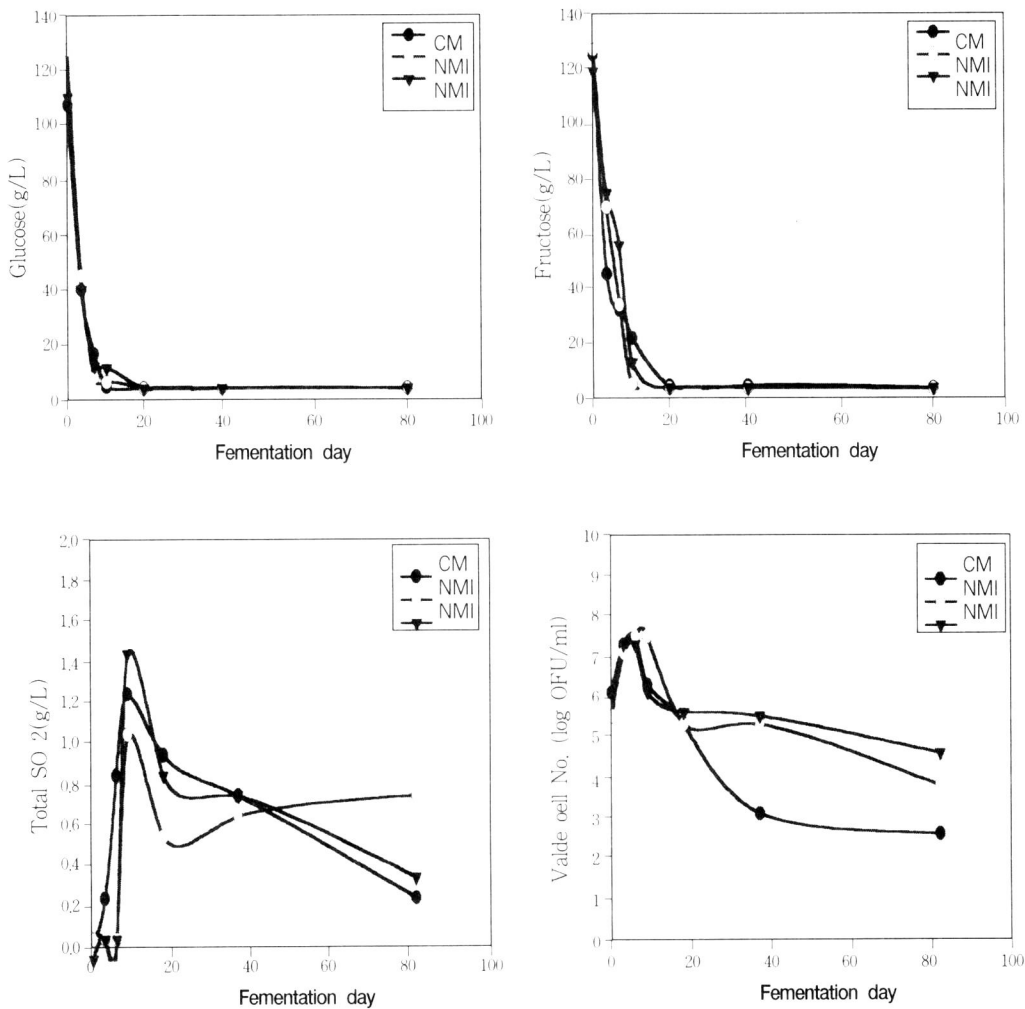 140
120
100
80
60
40
20
0
Glucose(g/L)
0 20 40 60 80 100
Fementation day
CM
NMI
NMI
140
120
100
80
60
40
20
0
Fructose(g/L)
0 20 40 60 80 100
Fementation day
CM
NMI
NMI
2,0
1,8
1,6
1,4
1,2
1,0
0,8
0,6
0,4
0,2
0,0
Total SO 2(g/L)
0 20 40 60 80 100
Fementation day
CM
NMI
NMI
10
9
8
7
6
5
4
3
2
1
0
Valde oell No. (log OFU/ml)
0 20 40 60 80 100
Fementation day
CM
NMI
NMI